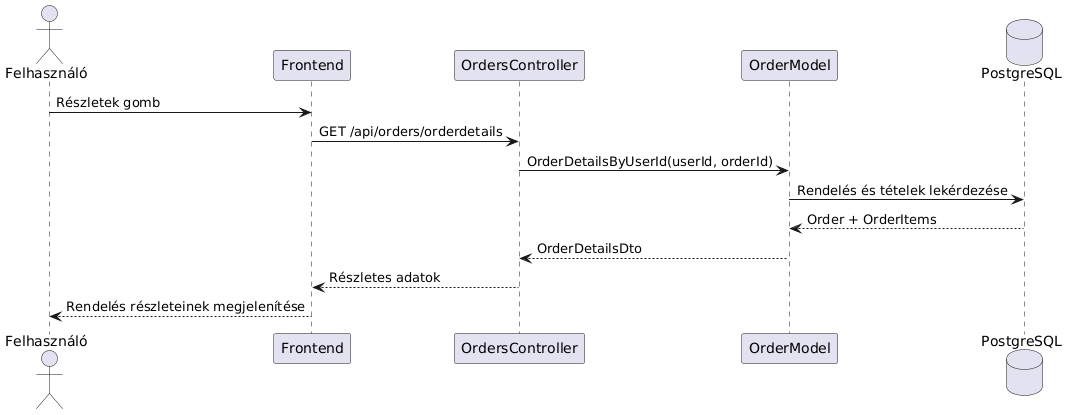 Felhasználó
Frontend
OrdersController
OrderModel
PostgreSQL
Részletek gomb
GET /api/orders/orderdetails
OrderDetailsByUserId(userId, orderId)
Rendelés és tételek lekérdezése
Order + OrderItems
OrderDetailsDto
Részletes adatok
Rendelés részleteinek megjelenítése
Felhasználó
Frontend
OrdersController
OrderModel
PostgreSQL